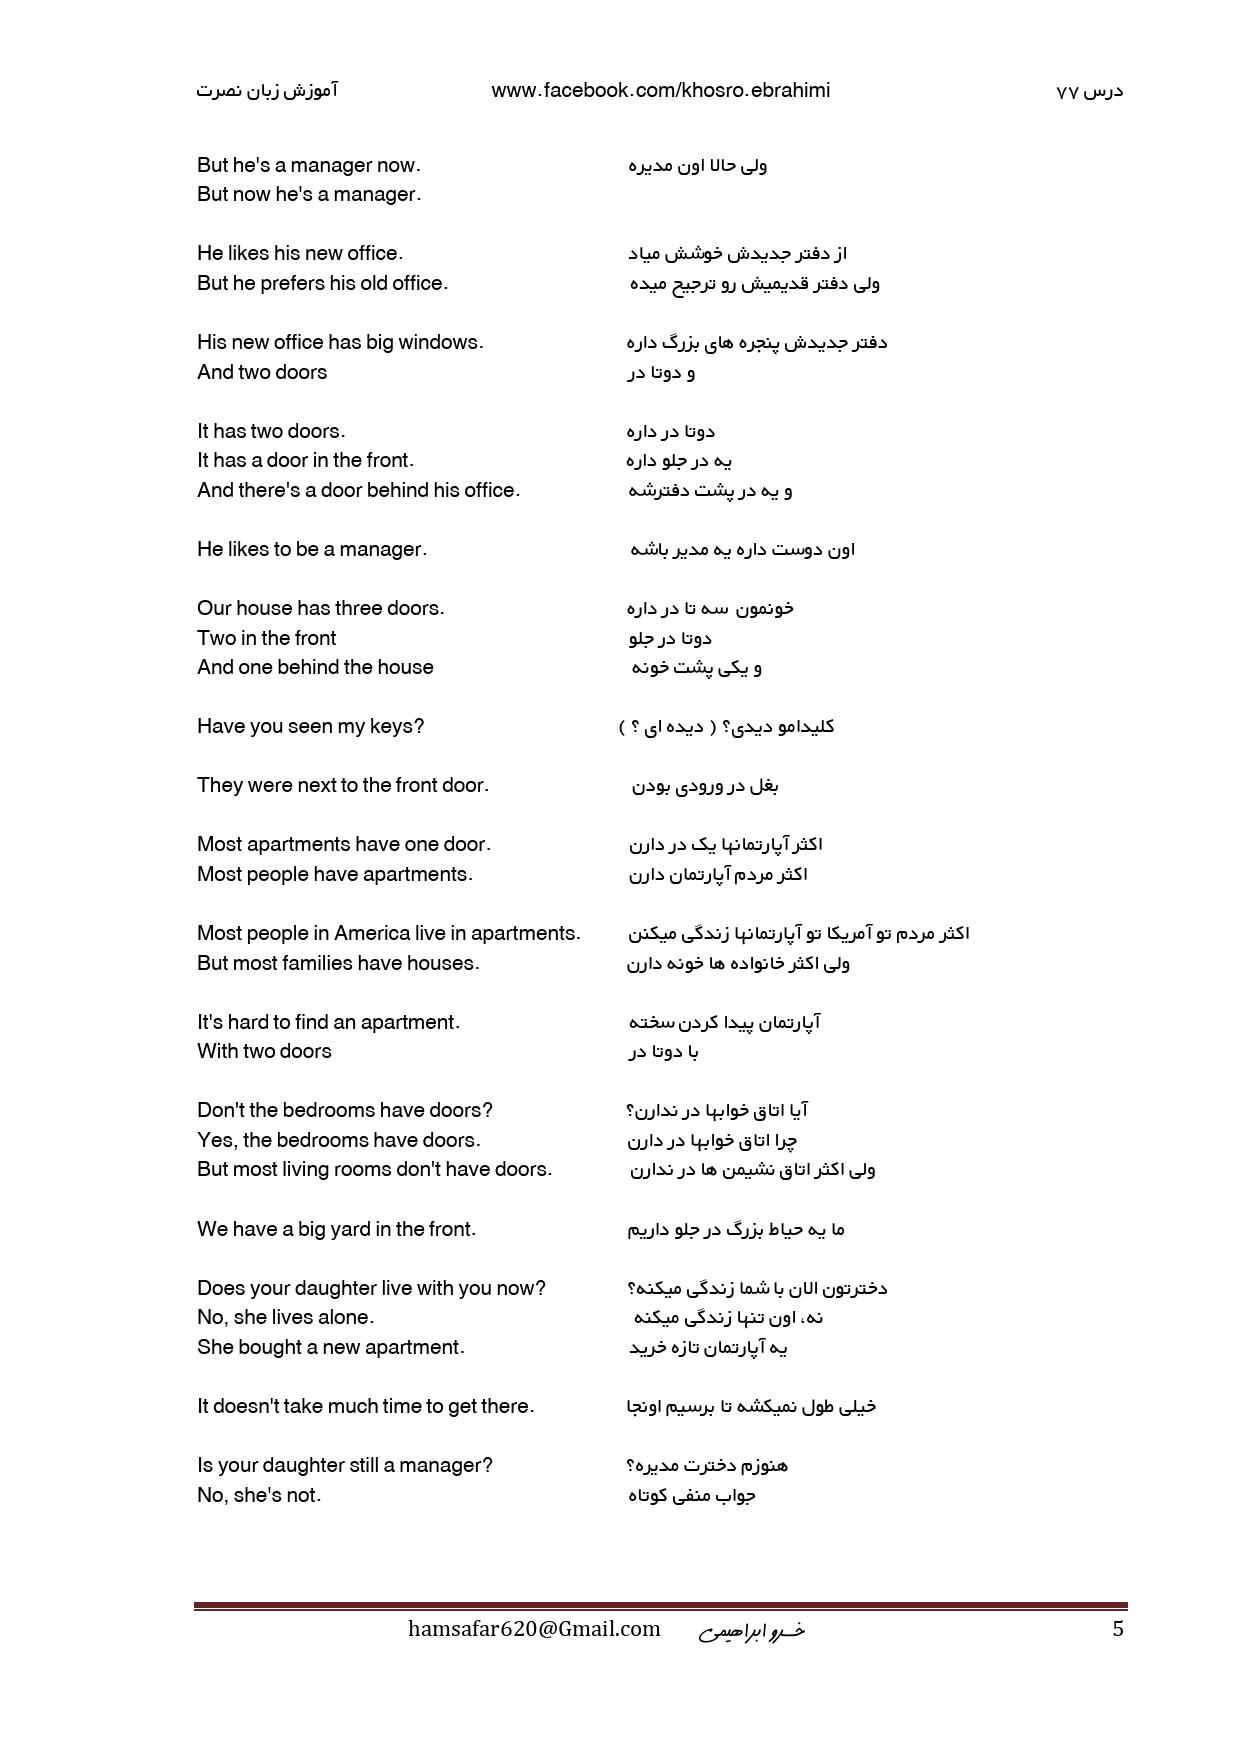 آموزش زبان نصرت www.facebook.com/khosro.ebrahimi درس ۷۷
But he's a manager now. ولی حالا اون مدیره
But now he's a manager.
He likes his new office. از دفتر جدیدش خوشش میاد
But he prefers his old office. ولی دفتر قدیمیش رو ترجیح میده
His new office has big windows. دفتر جدیدش پنجره های بزرگ داره
And two doors و دوتا در
It has two doors. دوتا در داره
It has a door in the front. یه در جلو داره
And there's a door behind his office. و یه در پشت دفترشه
He likes to be a manager. اون دوست داره یه مدیر باشه
Our house has three doors. خونمون سه تا در داره
Two in the front دوتا در جلو
And one behind the house و یکی پشت خونه
Have you seen my keys? کلیدامو دیدی؟ ( دیده ای ؟ )
They were next to the front door. بغل در ورودی بودن
Most apartments have one door. اکثر آپارتمانها یک در دارن
Most people have apartments. اکثر مردم آپارتمان دارن
Most people in America live in apartments. اکثر مردم تو آمریکا تو آپارتمانها زندگی میکنن
But most families have houses. ولی اکثر خانواده ها خونه دارن
It's hard to find an apartment. آپارتمان پیدا کردن سخته
With two doors با دوتا در
Don't the bedrooms have doors? آیا اتاق خوابها در ندارن؟
Yes, the bedrooms have doors. چرا اتاق خوابها در دارن
But most living rooms don't have doors. ولی اکثر اتاق نشیمن ها در ندارن
We have a big yard in the front. ما یه حیاط بزرگ در جلو داریم
Does your daughter live with you now? دخترتون الان با شما زندگی میکنه؟
No, she lives alone. نه، اون تنها زندگی میکنه
She bought a new apartment. یه آپارتمان تازه خرید
It doesn't take much time to get there. خیلی طول نمیکشه تا برسیم اونجا
Is your daughter still a manager? هنوزم دخترت مدیره؟
No, she's not. جواب منفی کوتاه
hamsafar620@Gmail.com خسرو ابراهیمی 5